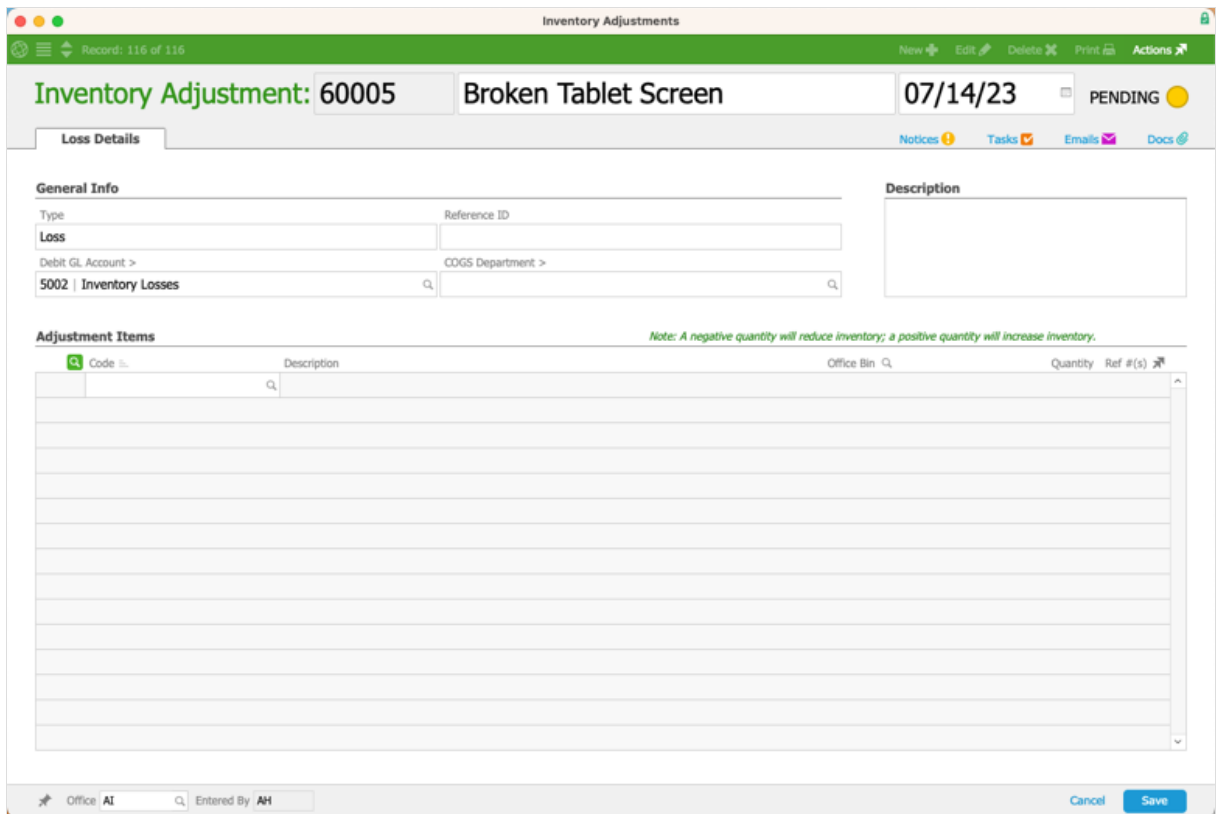 Inventory Adjustments
Record: 116 of 116 New Edit Delete Print Actions
Inventory Adjustment: 60005 Broken Tablet Screen 07/14/23 PENDING
Loss Details Notices Tasks Emails Docs
General Info Description
Type Reference ID
Loss
Debit GL Account > COGS Department >
5002 | Inventory Losses
Adjustment Items Note: A negative quantity will reduce inventory; a positive quantity will increase inventory.
Code Description Office Bin Quantity Ref #(s)
Office AI Entered By AH Cancel Save